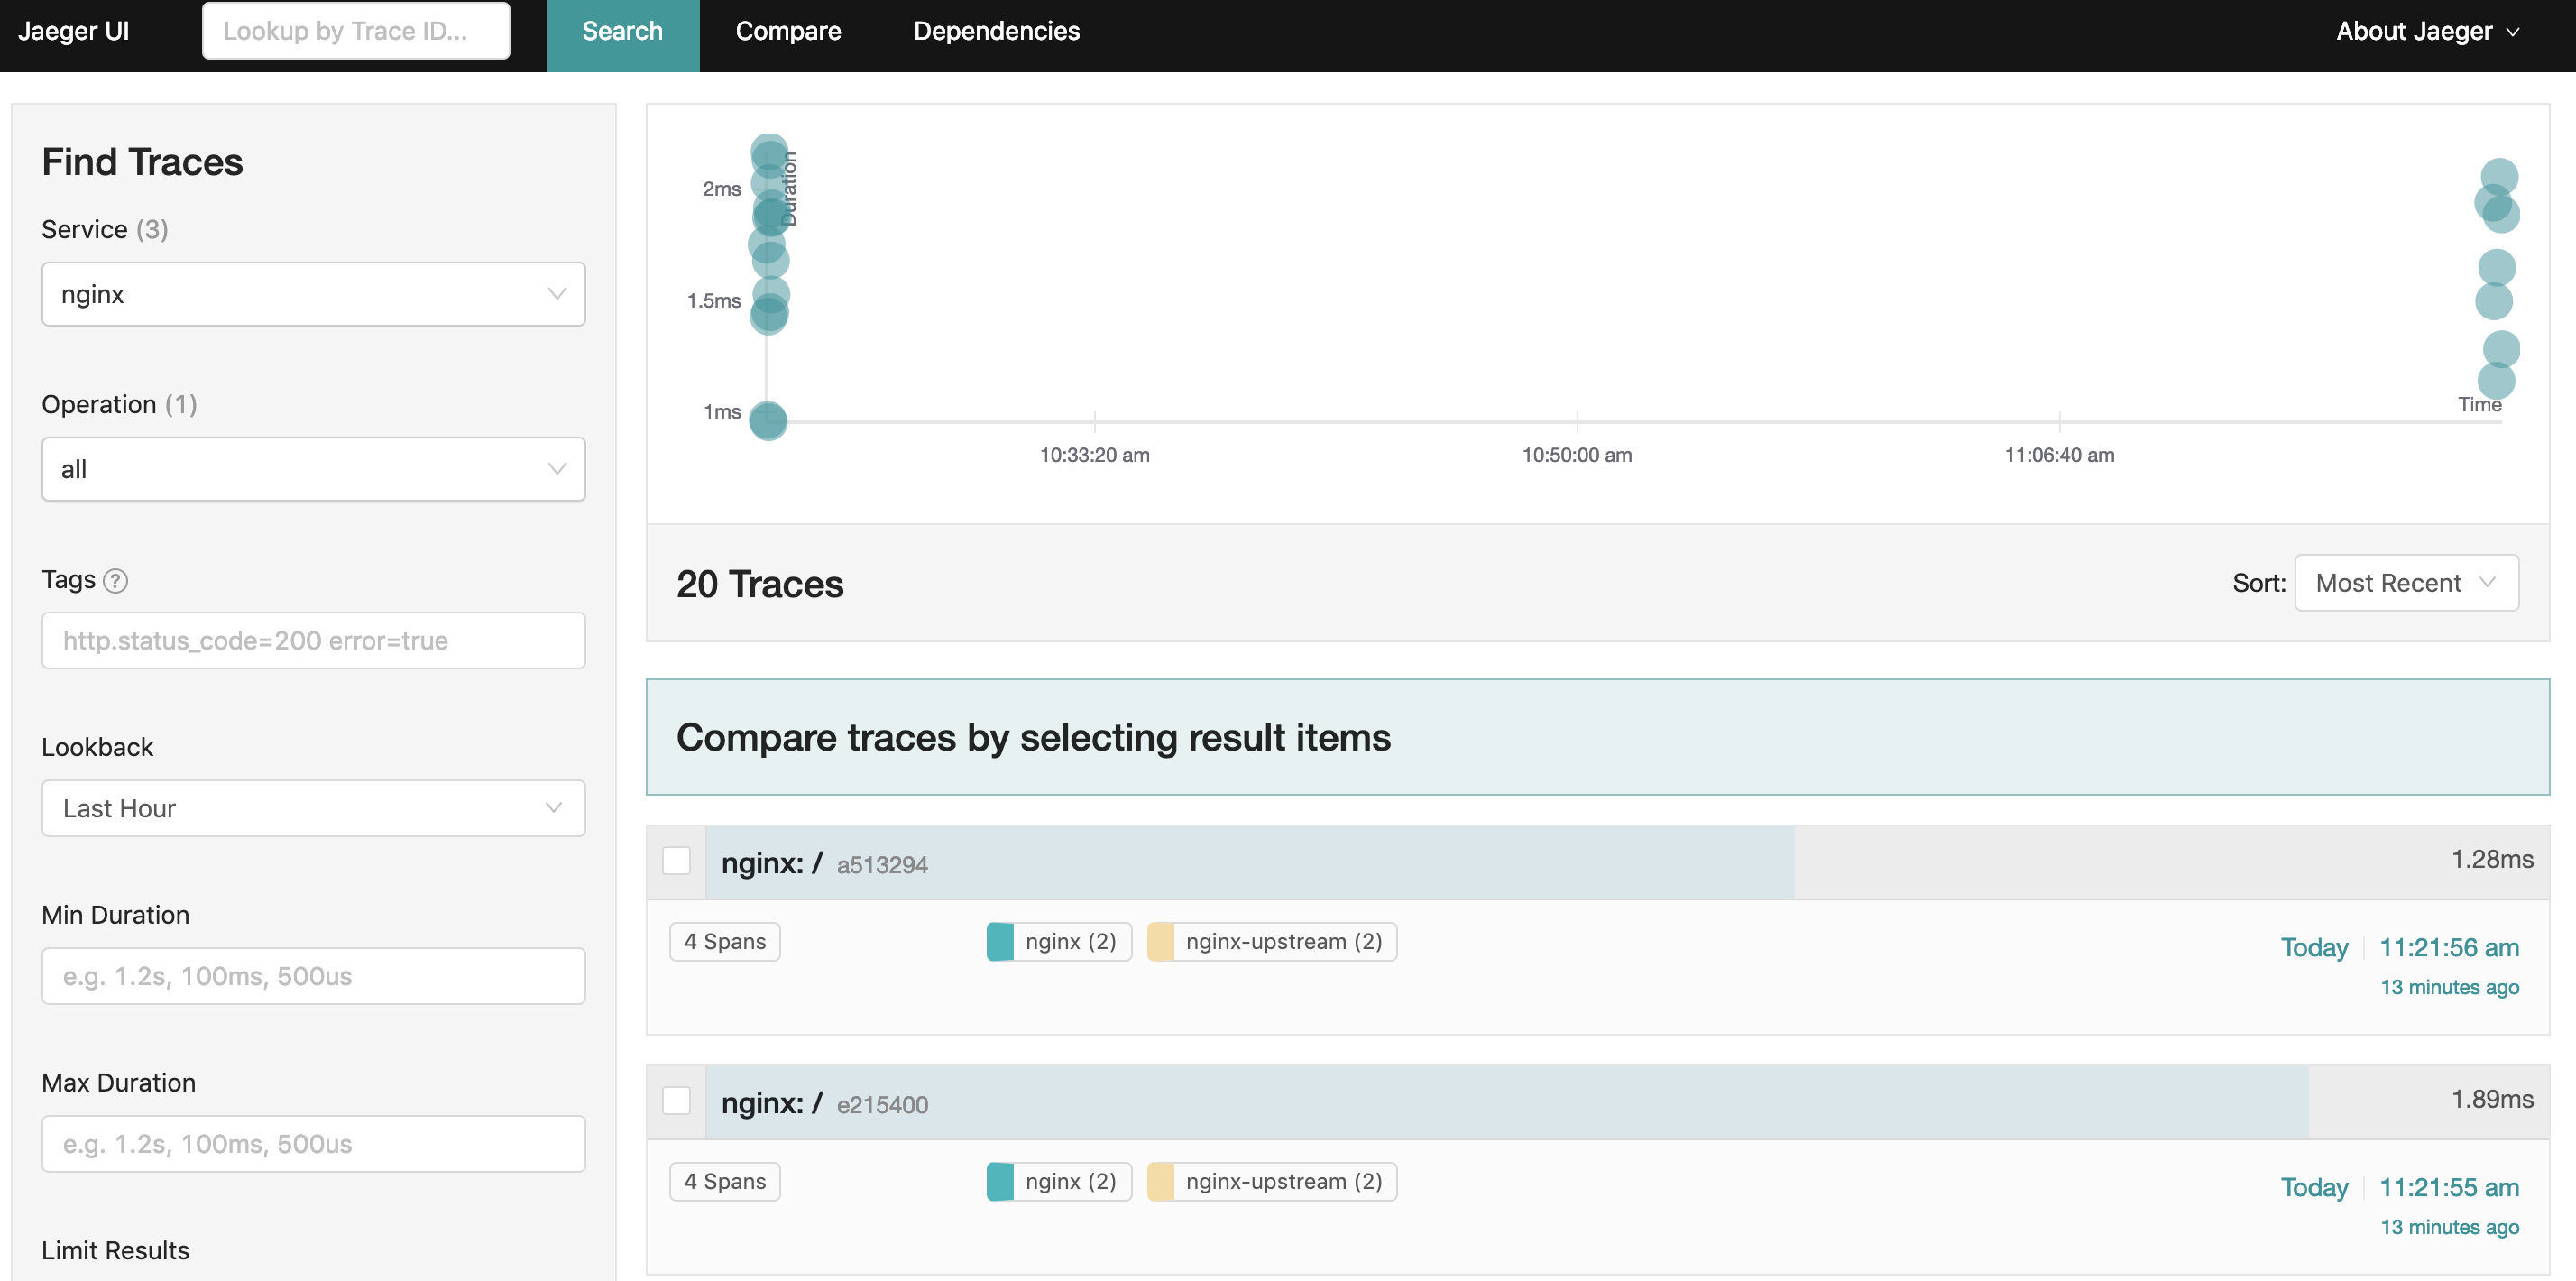 Jaeger UI
Lookup by Trace ID...
Search
Compare
Dependencies
About Jaeger
Find Traces
Service (3)
nginx
Operation (1)
all
Tags ?
http.status_code=200 error=true
Lookback
Last Hour
Min Duration
e.g. 1.2s, 100ms, 500us
Max Duration
e.g. 1.2s, 100ms, 500us
Limit Results
Duration
2ms
1.5ms
1ms
Time
10:33:20 am
10:50:00 am
11:06:40 am
20 Traces
Sort: Most Recent
Compare traces by selecting result items
nginx: / a513294
1.28ms
4 Spans
nginx (2)
nginx-upstream (2)
Today 11:21:56 am
13 minutes ago
nginx: / e215400
1.89ms
4 Spans
nginx (2)
nginx-upstream (2)
Today 11:21:55 am
13 minutes ago